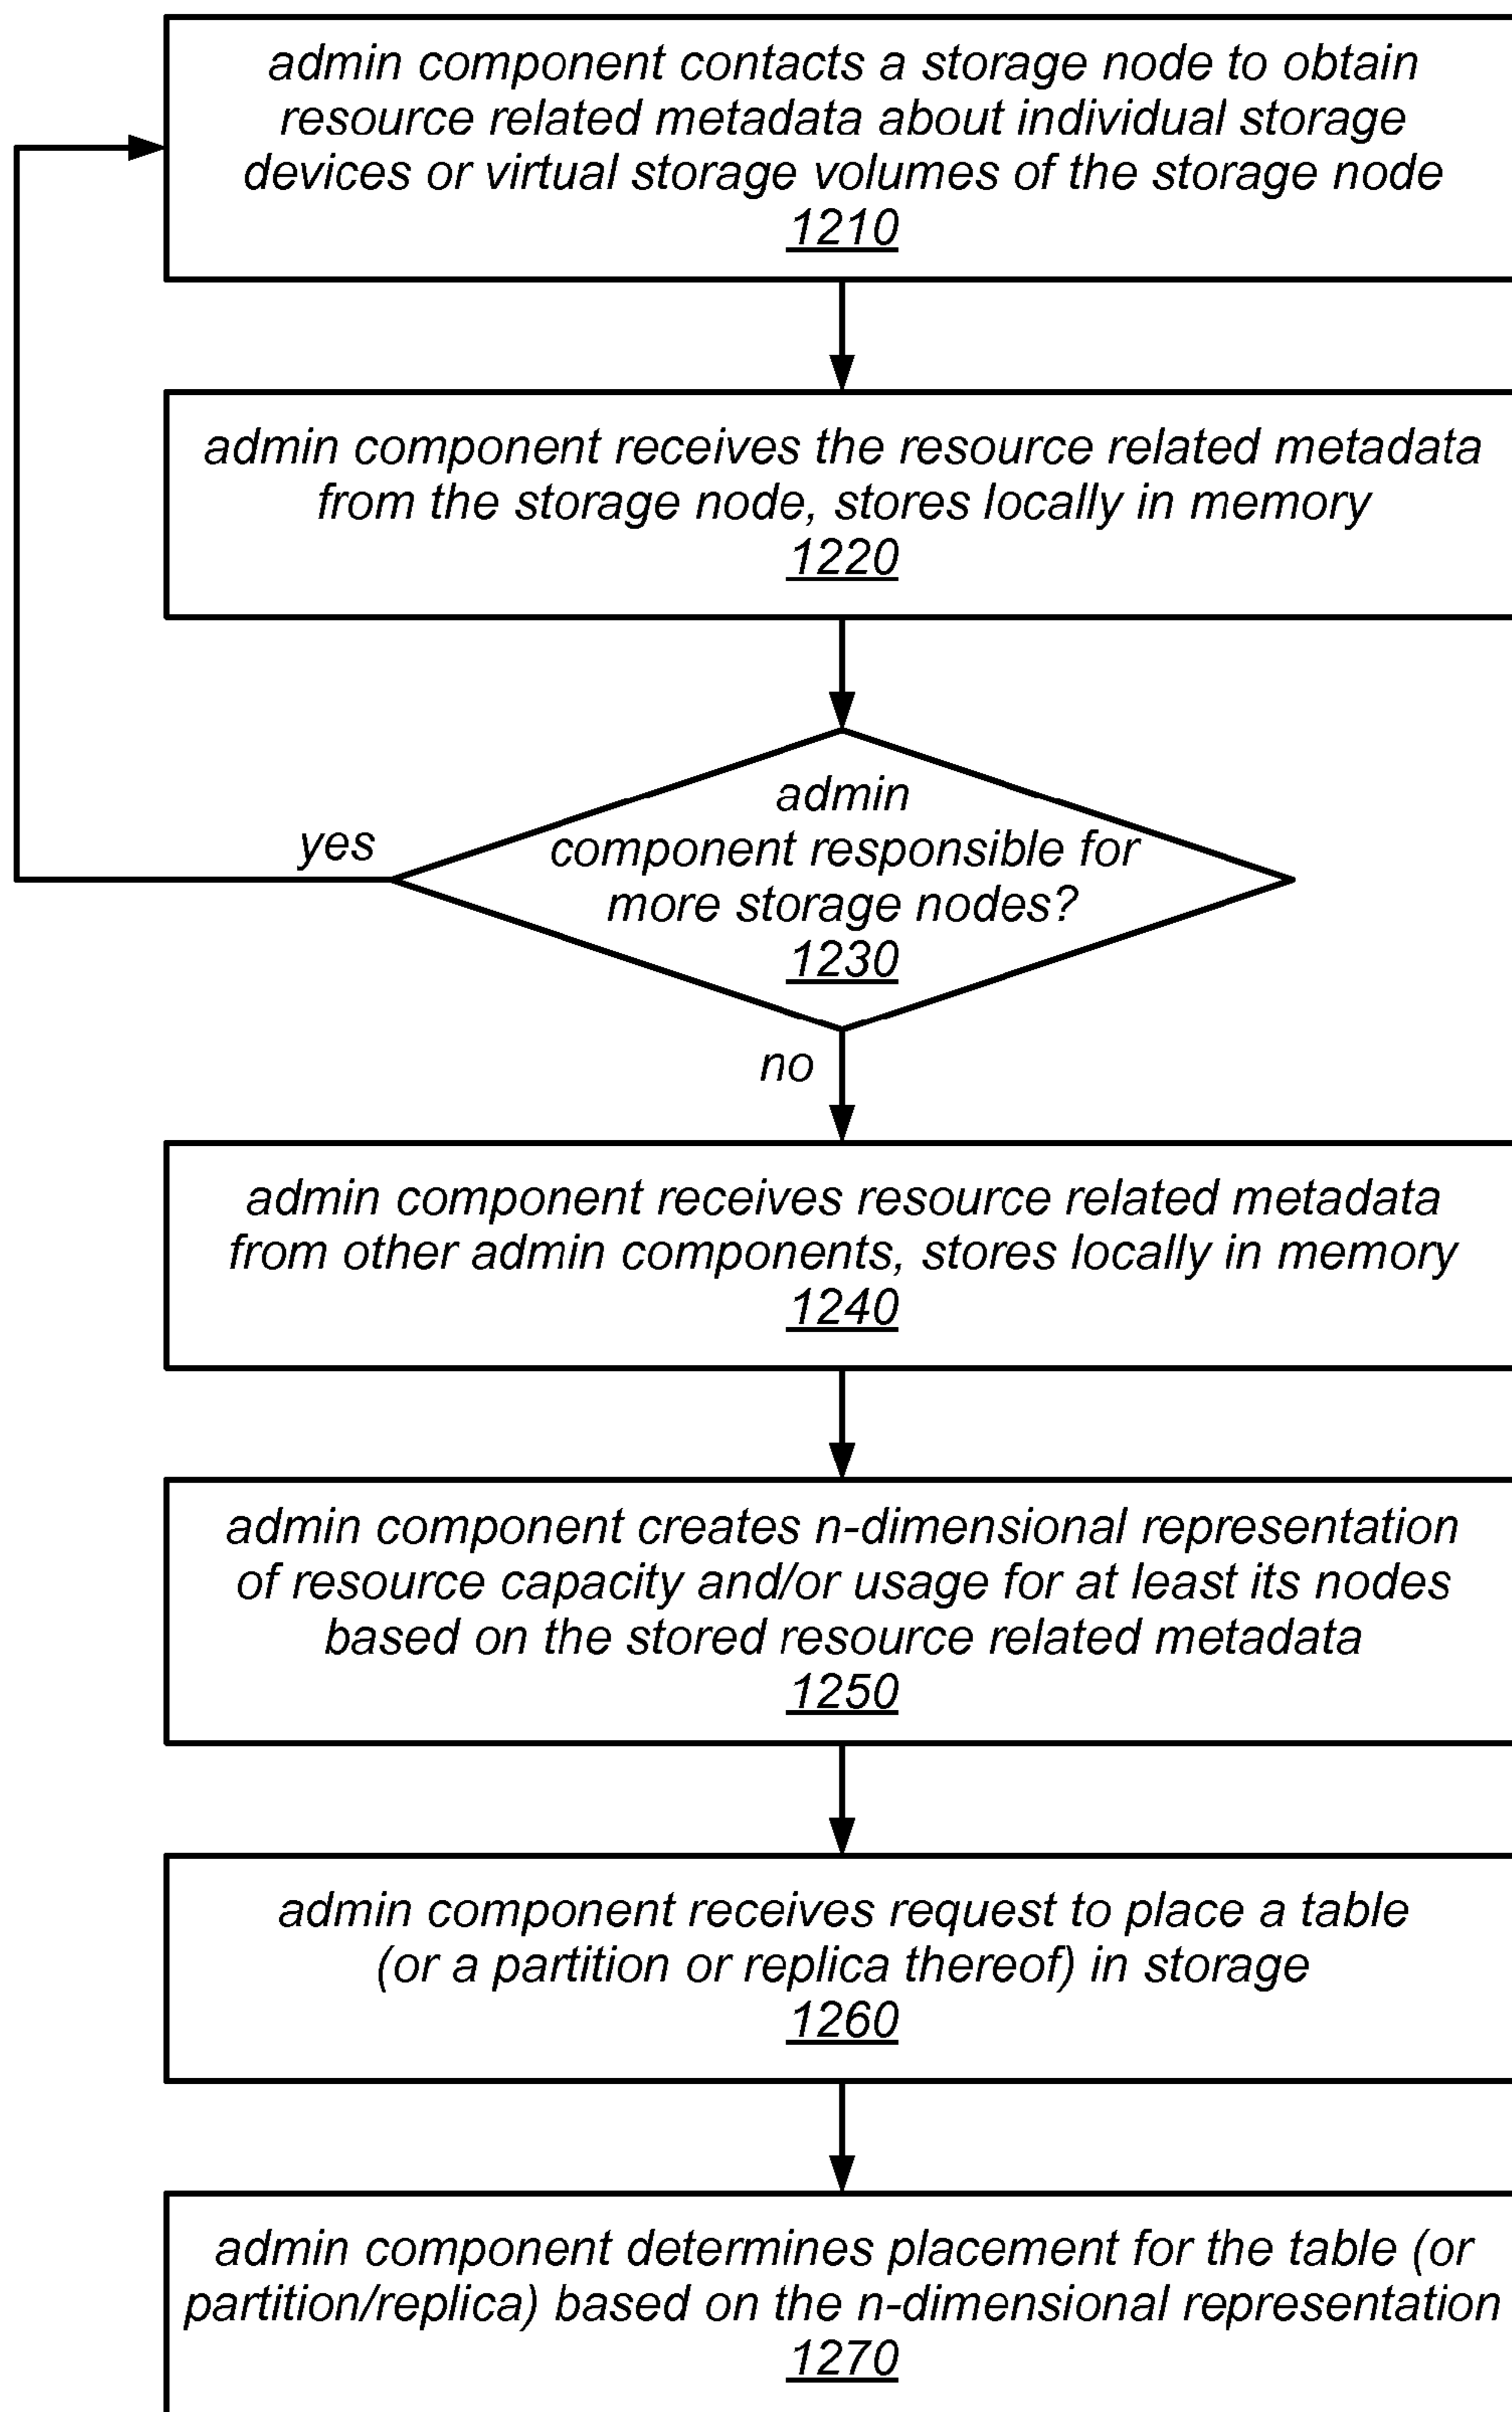 admin component contacts a storage node to obtain
resource related metadata about individual storage
devices or virtual storage volumes of the storage node
1210
admin component receives the resource related metadata
from the storage node, stores locally in memory
1220
admin
component responsible for
more storage nodes?
1230
yes
no
admin component receives resource related metadata
from other admin components, stores locally in memory
1240
admin component creates n-dimensional representation
of resource capacity and/or usage for at least its nodes
based on the stored resource related metadata
1250
admin component receives request to place a table
(or a partition or replica thereof) in storage
1260
admin component determines placement for the table (or
partition/replica) based on the n-dimensional representation
1270